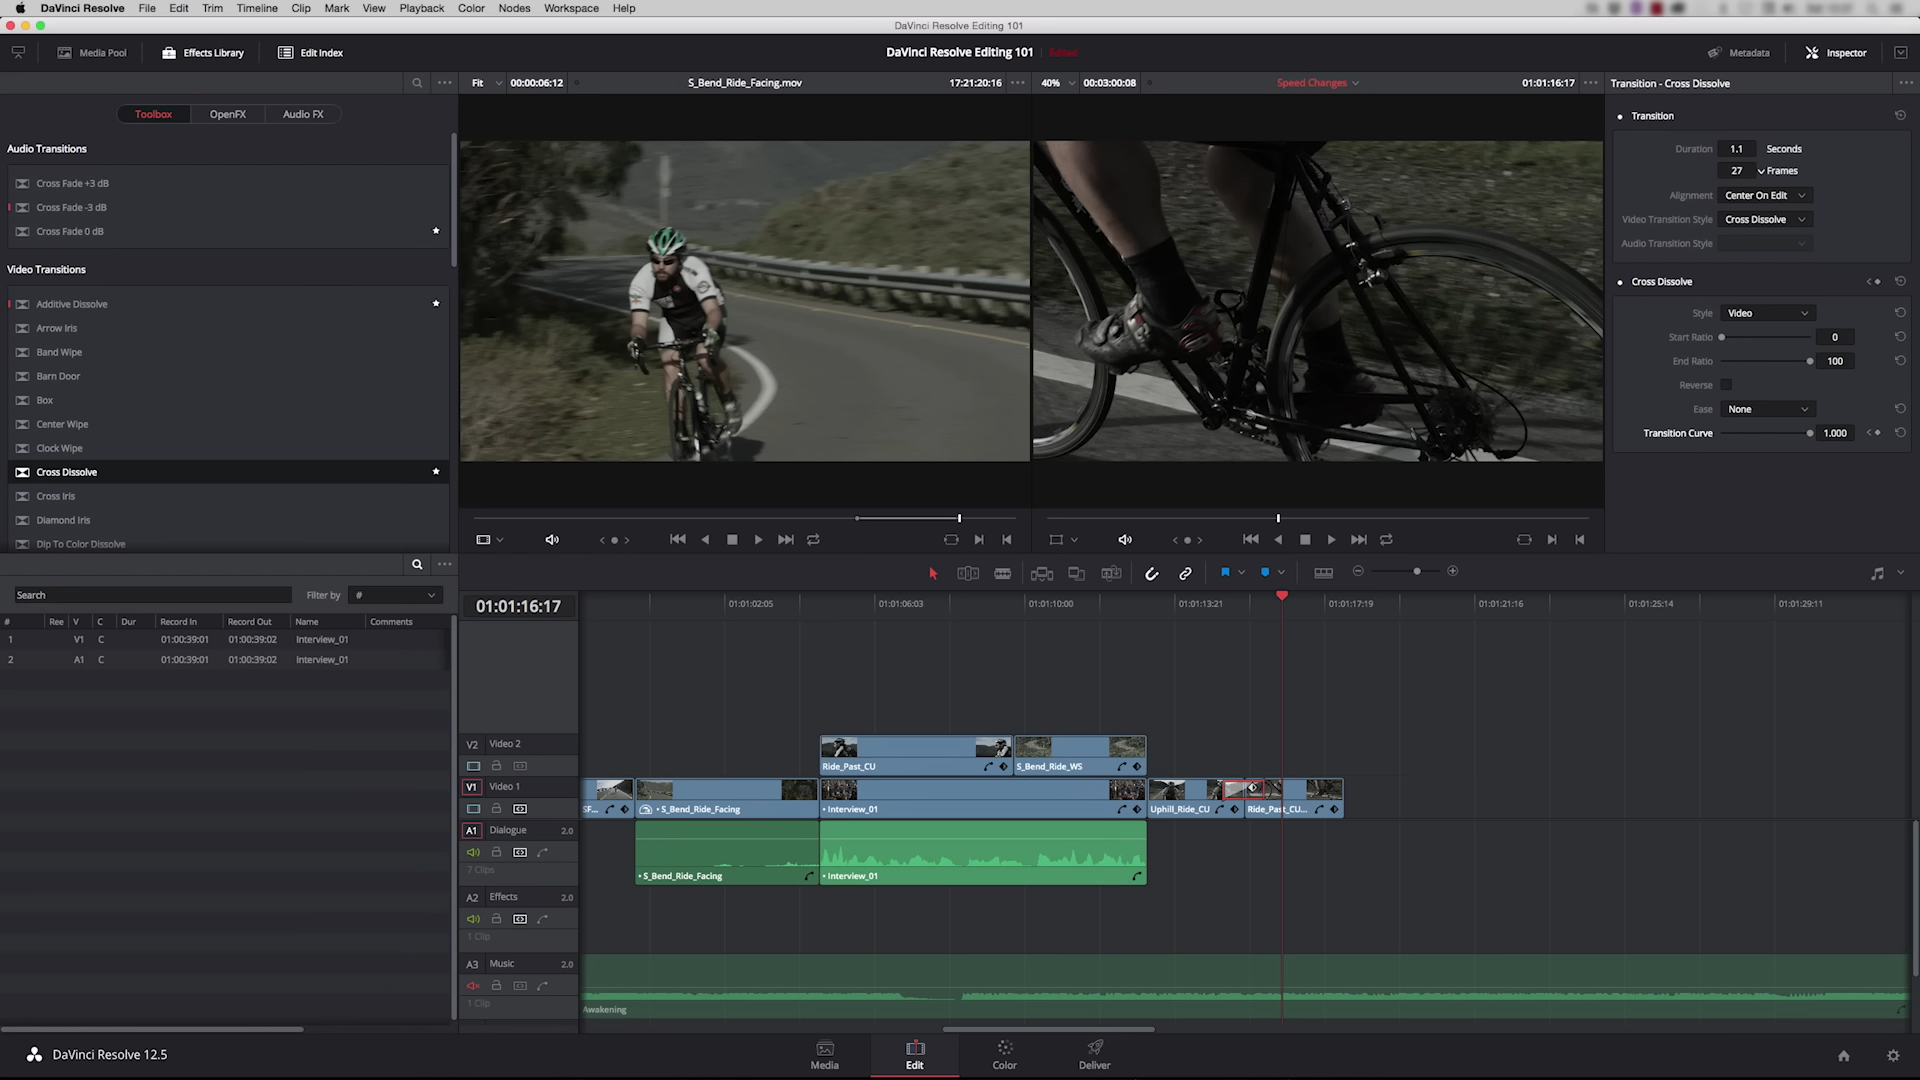 DaVinci Resolve File Edit Trim Timeline Clip Mark View Playback Color Nodes Workspace Help
DaVinci Resolve Editing 101
Media Pool Effects Library Edit Index DaVinci Resolve Editing 101 Edited Metadata Inspector
Fit 00:00:06:12 S_Bend_Ride_Facing.mov 17:21:20:16 40% 00:03:00:08 Speed Changes 01:01:16:17 Transition - Cross Dissolve
Toolbox OpenFX Audio FX
Audio Transitions
Cross Fade +3 dB
Cross Fade -3 dB
Cross Fade 0 dB
Video Transitions
Additive Dissolve
Arrow Iris
Band Wipe
Barn Door
Box
Center Wipe
Clock Wipe
Cross Dissolve
Cross Iris
Diamond Iris
Dip To Color Dissolve
Transition
Duration 1.1 Seconds
27 Frames
Alignment Center On Edit
Video Transition Style Cross Dissolve
Audio Transition Style
Cross Dissolve
Style Video
Start Ratio 0
End Ratio 100
Reverse
Ease None
Transition Curve 1.000
Search Filter by #
# Ree V C Dur Record In Record Out Name Comments
1 V1 C 01:00:39:01 01:00:39:02 Interview_01
2 A1 C 01:00:39:01 01:00:39:02 Interview_01
01:01:16:17 01:01:02:05 01:01:06:03 01:01:10:00 01:01:13:21 01:01:17:19 01:01:21:16 01:01:25:14 01:01:29:11
V2 Video 2
Ride_Past_CU S_Bend_Ride_WS
V1 Video 1
SF... • S_Bend_Ride_Facing • Interview_01 Uphill_Ride_CU Ride_Past_CU...
A1 Dialogue 2.0
7 Clips
• S_Bend_Ride_Facing • Interview_01
A2 Effects
1 Clip
A3 Music 2.0
1 Clip
Awakening
DaVinci Resolve 12.5
Media Edit Color Deliver